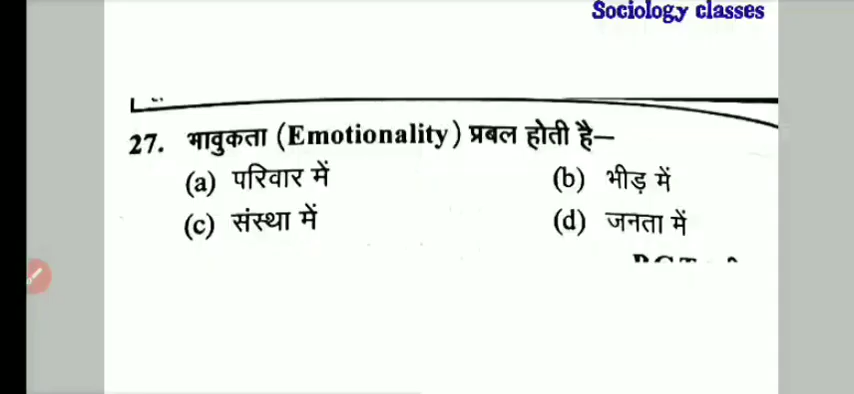 Sociology classes
27. भावुकता (Emotionality) प्रबल होती है—
(a) परिवार में (b) भीड़ में
(c) संस्था में (d) जनता में